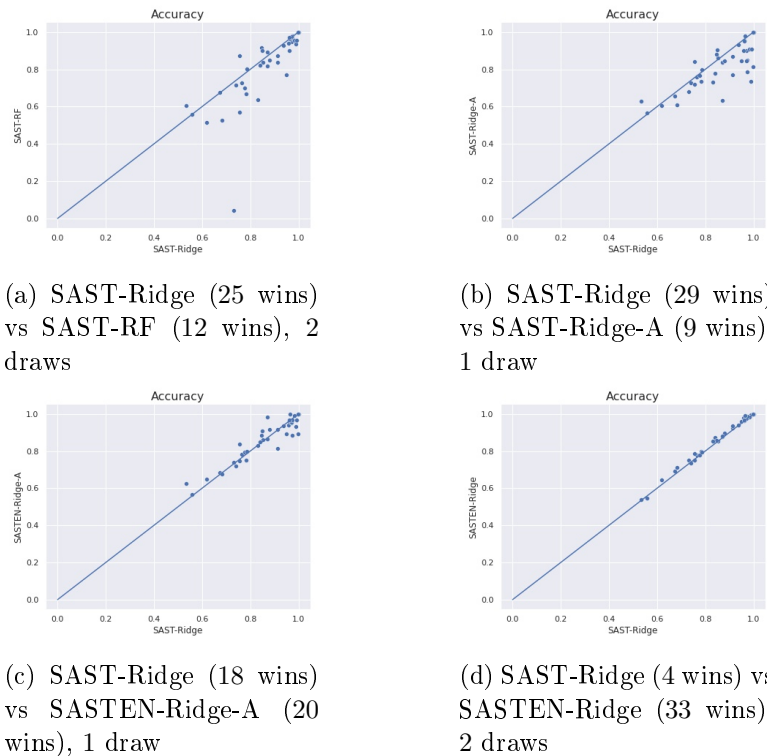 Accuracy
1.0
0.8
0.6
0.4
0.2
0.0
SAST-RF
0.0 0.2 0.4 0.6 0.8 1.0
SAST-Ridge
(a) SAST-Ridge (25 wins)
vs SAST-RF (12 wins), 2
draws
Accuracy
1.0
0.8
0.6
0.4
0.2
0.0
SAST-Ridge-A
0.0 0.2 0.4 0.6 0.8 1.0
SAST-Ridge
(b) SAST-Ridge (29 wins)
vs SAST-Ridge-A (9 wins)
1 draw
Accuracy
1.0
0.8
0.6
0.4
0.2
0.0
SASTEN-Ridge-A
0.0 0.2 0.4 0.6 0.8 1.0
SAST-Ridge
(c) SAST-Ridge (18 wins)
vs SASTEN-Ridge-A (20
wins), 1 draw
Accuracy
1.0
0.8
0.6
0.4
0.2
0.0
SASTEN-Ridge
0.0 0.2 0.4 0.6 0.8 1.0
SAST-Ridge
(d) SAST-Ridge (4 wins) vs
SASTEN-Ridge (33 wins)
2 draws